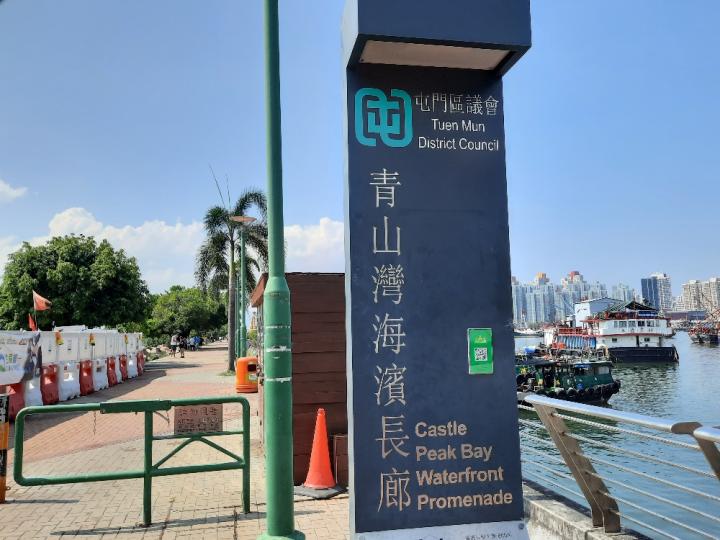 屯門區議會
Tuen Mun
District Council
青山灣海濱長廊
Castle
Peak Bay
Waterfront
Promenade